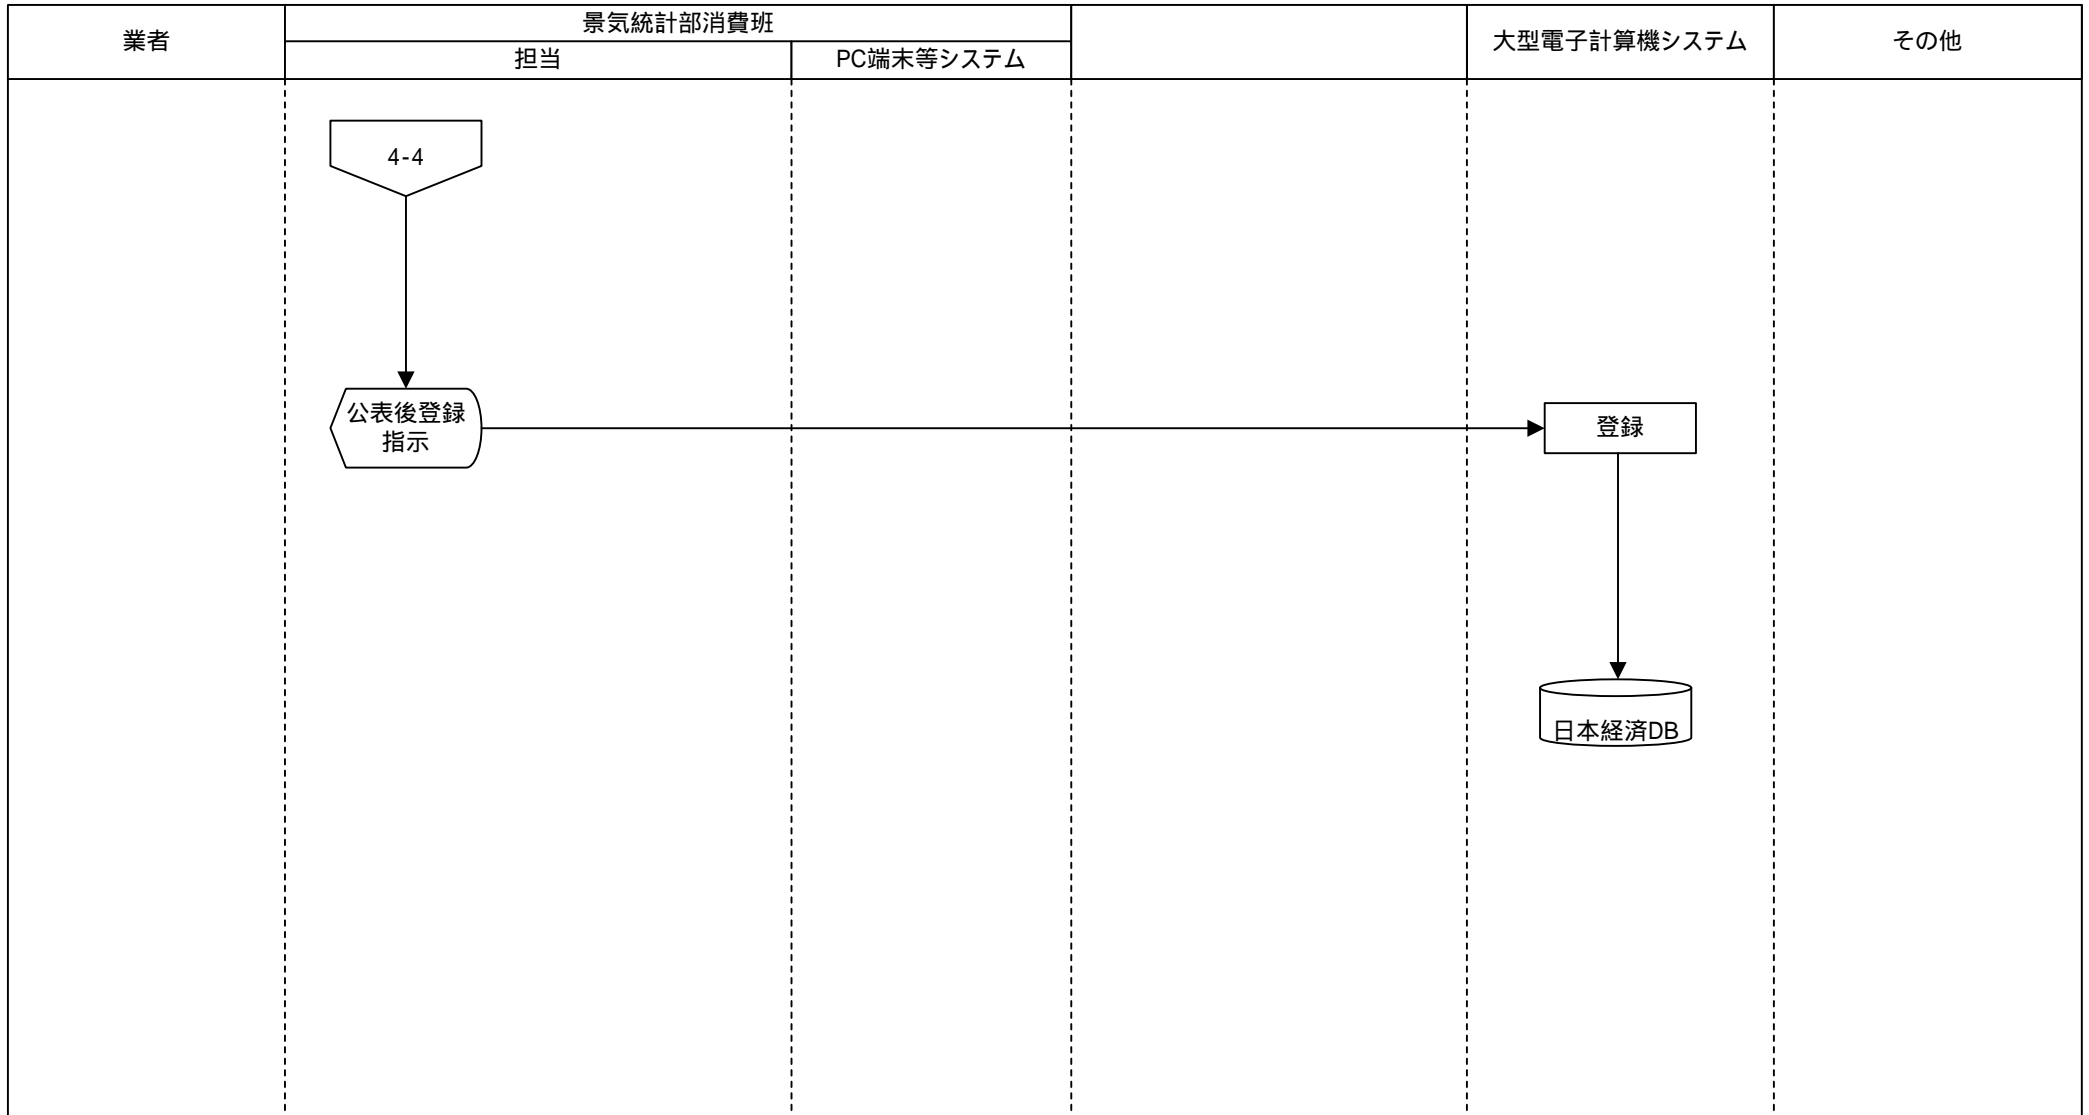 業者
景気統計部消費班
担当
PC端末等システム
大型電子計算機システム
その他
4-4
公表後登録
指示
登録
日本経済DB